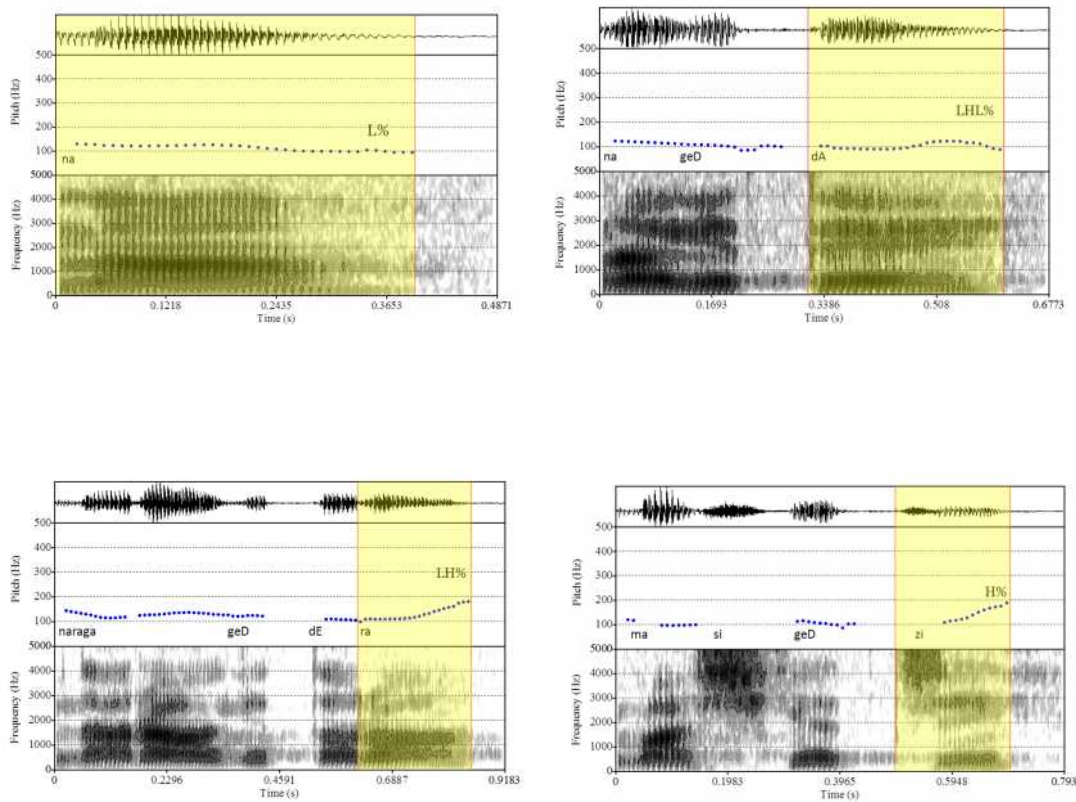 500
400
300
200
100
Pitch (Hz)
L%
na
5000
4000
3000
2000
1000
0
Frequency (Hz)
0
0.1218
0.2435
0.3653
0.4871
Time (s)
500
400
300
200
100
Pitch (Hz)
LHL%
na
geD
dA
5000
4000
3000
2000
1000
0
Frequency (Hz)
0
0.1693
0.3386
0.508
0.6773
Time (s)
500
400
300
200
100
Pitch (Hz)
LH%
naraga
geD
dE
ra
5000
4000
3000
2000
1000
0
Frequency (Hz)
0
0.2296
0.4591
0.6887
0.9183
Time (s)
500
400
300
200
100
Pitch (Hz)
H%
ma
si
geD
zi
5000
4000
3000
2000
1000
0
Frequency (Hz)
0
0.1983
0.3965
0.5948
0.793
Time (s)